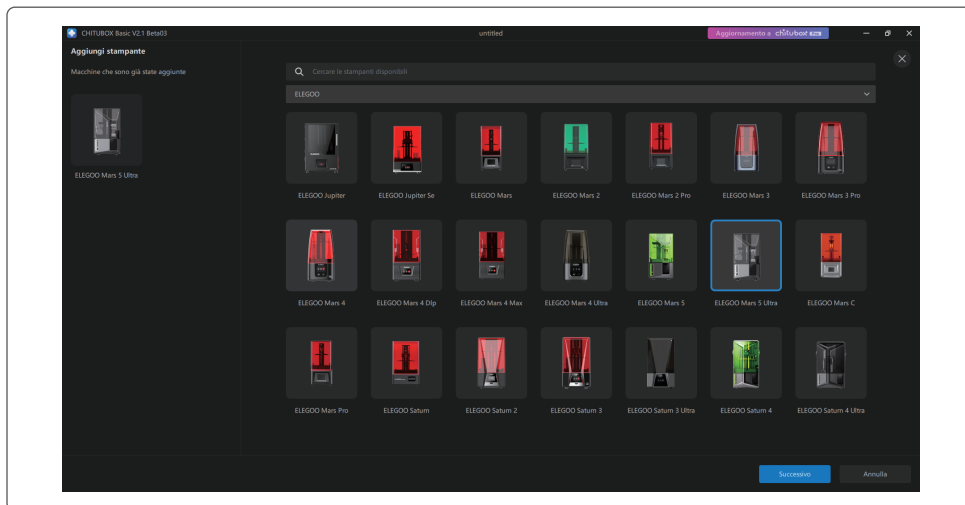 CHITUBOX Basic V2.1 Beta03
untitled
Aggiornamento a chitubox PRO
Aggiungi stampante
Macchine che sono già state aggiunte
ELEGOO Mars 5 Ultra
Cercare le stampanti disponibili
ELEGOO
ELEGOO Jupiter
ELEGOO Jupiter Se
ELEGOO Mars
ELEGOO Mars 2
ELEGOO Mars 2 Pro
ELEGOO Mars 3
ELEGOO Mars 3 Pro
ELEGOO Mars 4
ELEGOO Mars 4 Dlp
ELEGOO Mars 4 Max
ELEGOO Mars 4 Ultra
ELEGOO Mars 5
ELEGOO Mars 5 Ultra
ELEGOO Mars C
ELEGOO Mars Pro
ELEGOO Saturn
ELEGOO Saturn 2
ELEGOO Saturn 3
ELEGOO Saturn 3 Ultra
ELEGOO Saturn 4
ELEGOO Saturn 4 Ultra
Successivo
Annulla